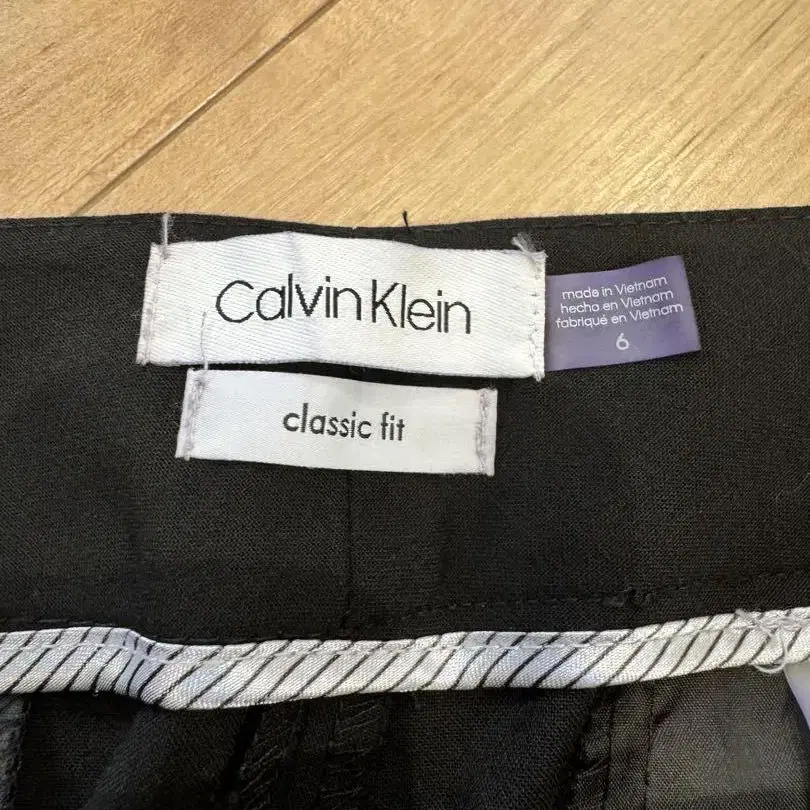 Calvin Klein
made in Vietnam
hecho en Vietnam
fabriqué en Vietnam
6
classic fit